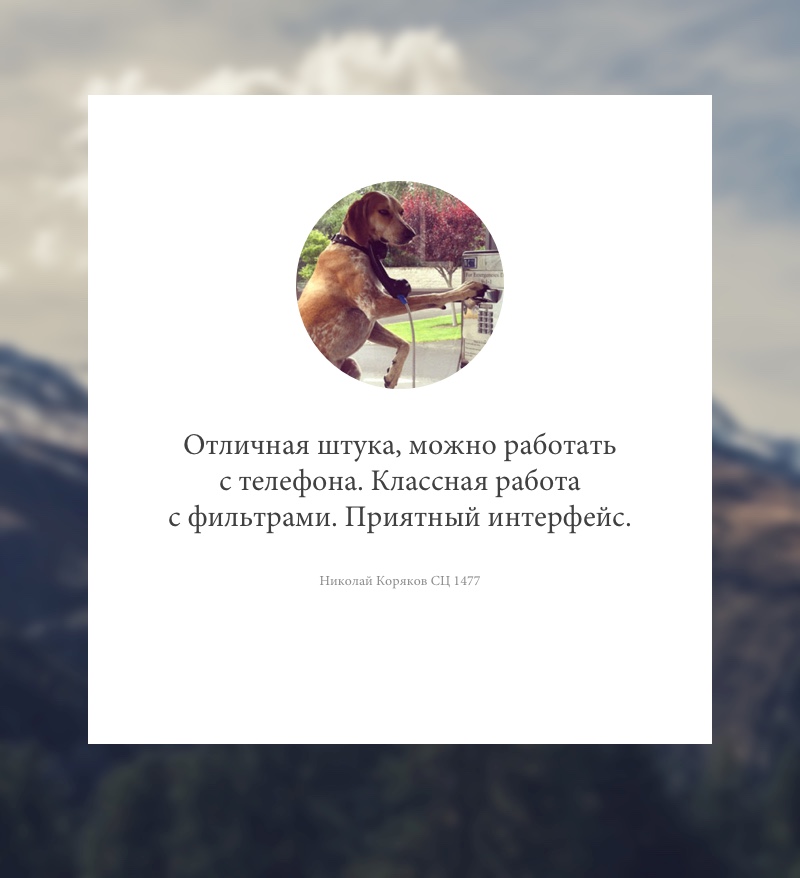 Отличная штука, можно работать
с телефона. Классная работа
с фильтрами. Приятный интерфейс.
Николай Коряков СЦ 1477